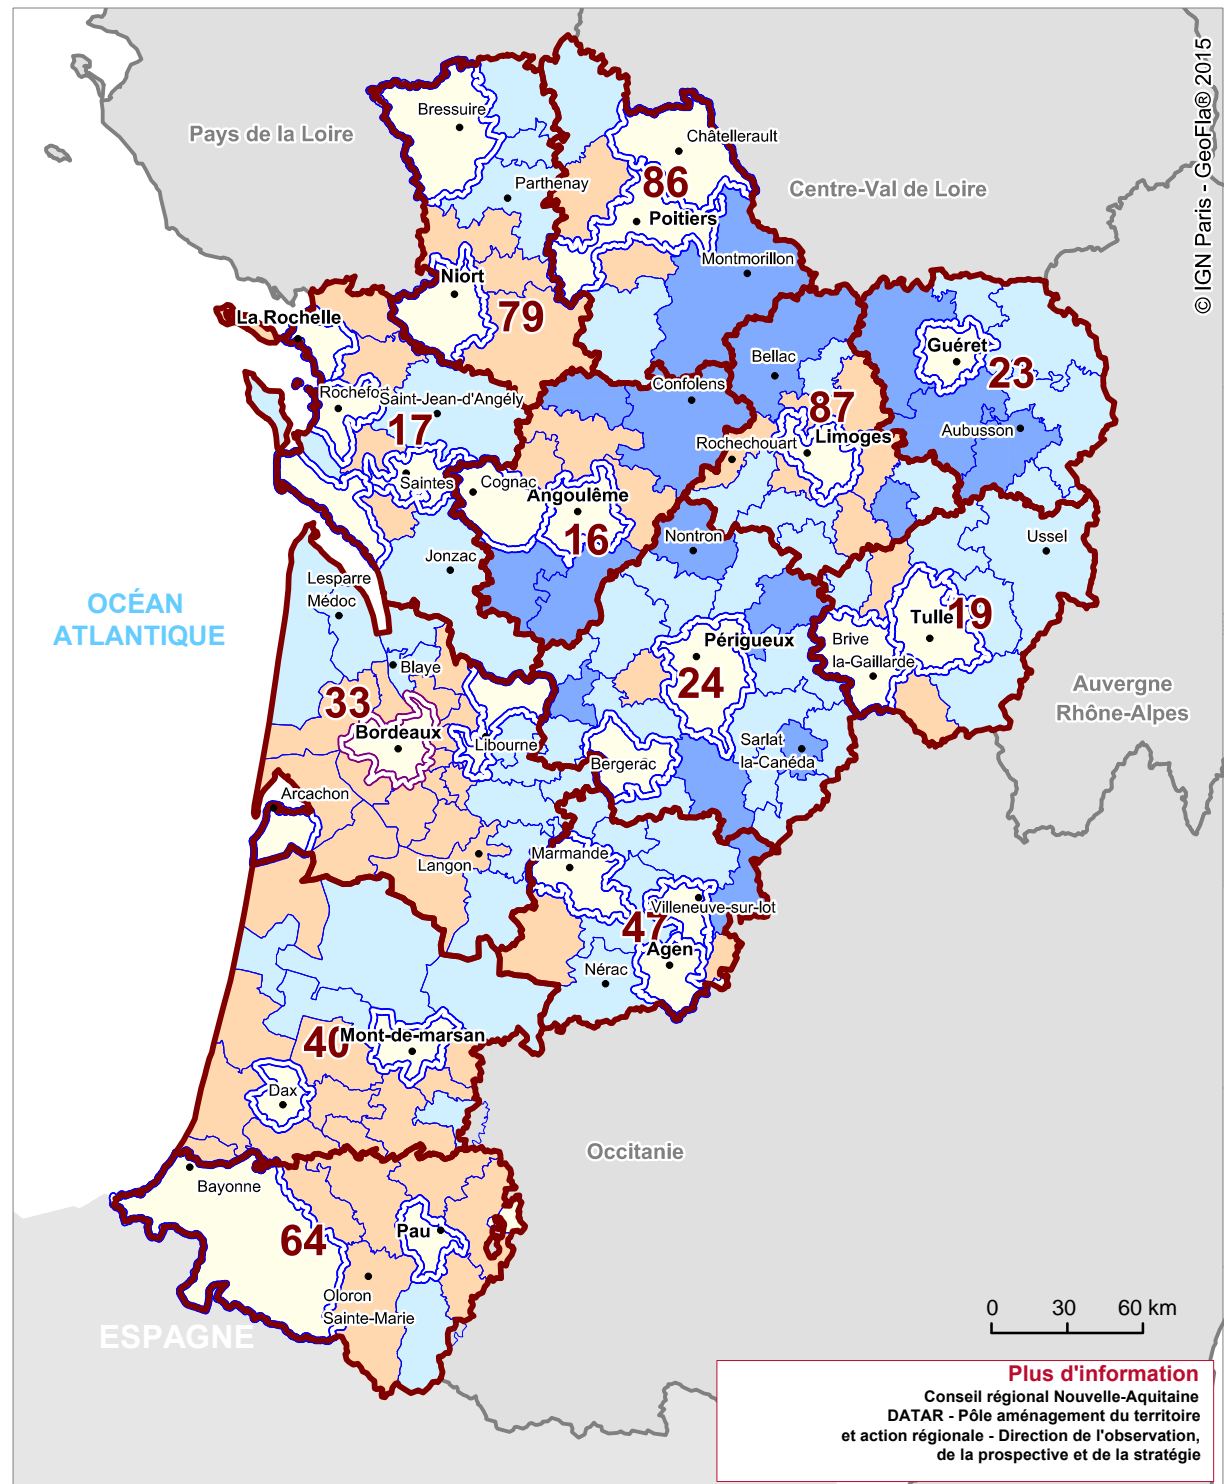 © IGN Paris - GeoFla® 2015
Pays de la Loire
Centre-Val de Loire
Bressuire
Châtellerault
86
Parthenay
Poitiers
Montmorillon
Niort
79
La Rochelle
Guéret
23
Bellac
Confolens
Rochefo
Saint-Jean-d'Angély
87
17
Limoges
Aubusson
Rochechouart
Saintes
Cognac
Angoulême
16
Nontron
Ussel
Jonzac
Lesparre
Médoc
OCÉAN
ATLANTIQUE
Tulle
19
Périgueux
Brive
la-Gaillarde
Blaye
24
33
Auvergne
Rhône-Alpes
Bordeaux
Libourne
Sarlat
la-Canéda
Bergerac
Arcachon
Marmande
Langon
Villeneuve-sur-lot
47
Agen
Nérac
40
Mont-de-marsan
Dax
Occitanie
Bayonne
64
Pau
Oloron
Sainte-Marie
ESPAGNE
0 30 60 km
Plus d'information
Conseil régional Nouvelle-Aquitaine
DATAR - Pôle aménagement du territoire
et action régionale - Direction de l'observation,
de la prospective et de la stratégie